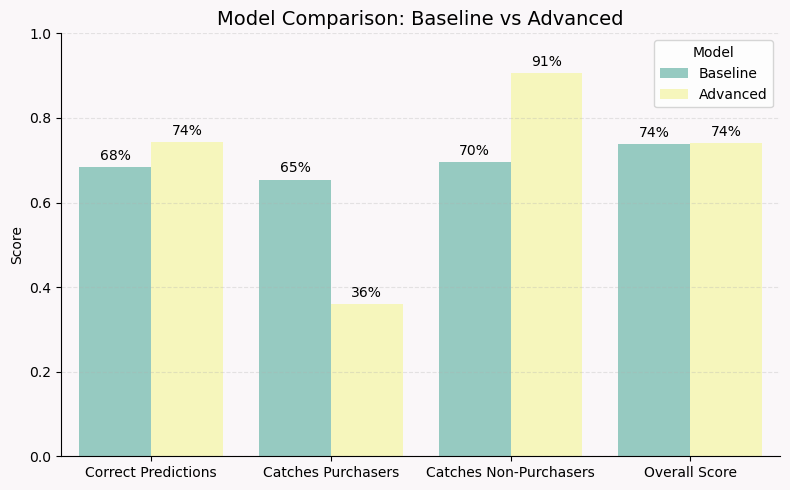 Model Comparison: Baseline vs Advanced
Score
1.0
0.8
0.6
0.4
0.2
0.0
68%
74%
65%
36%
70%
91%
74%
74%
Model
Baseline
Advanced
Correct Predictions
Catches Purchasers
Catches Non-Purchasers
Overall Score